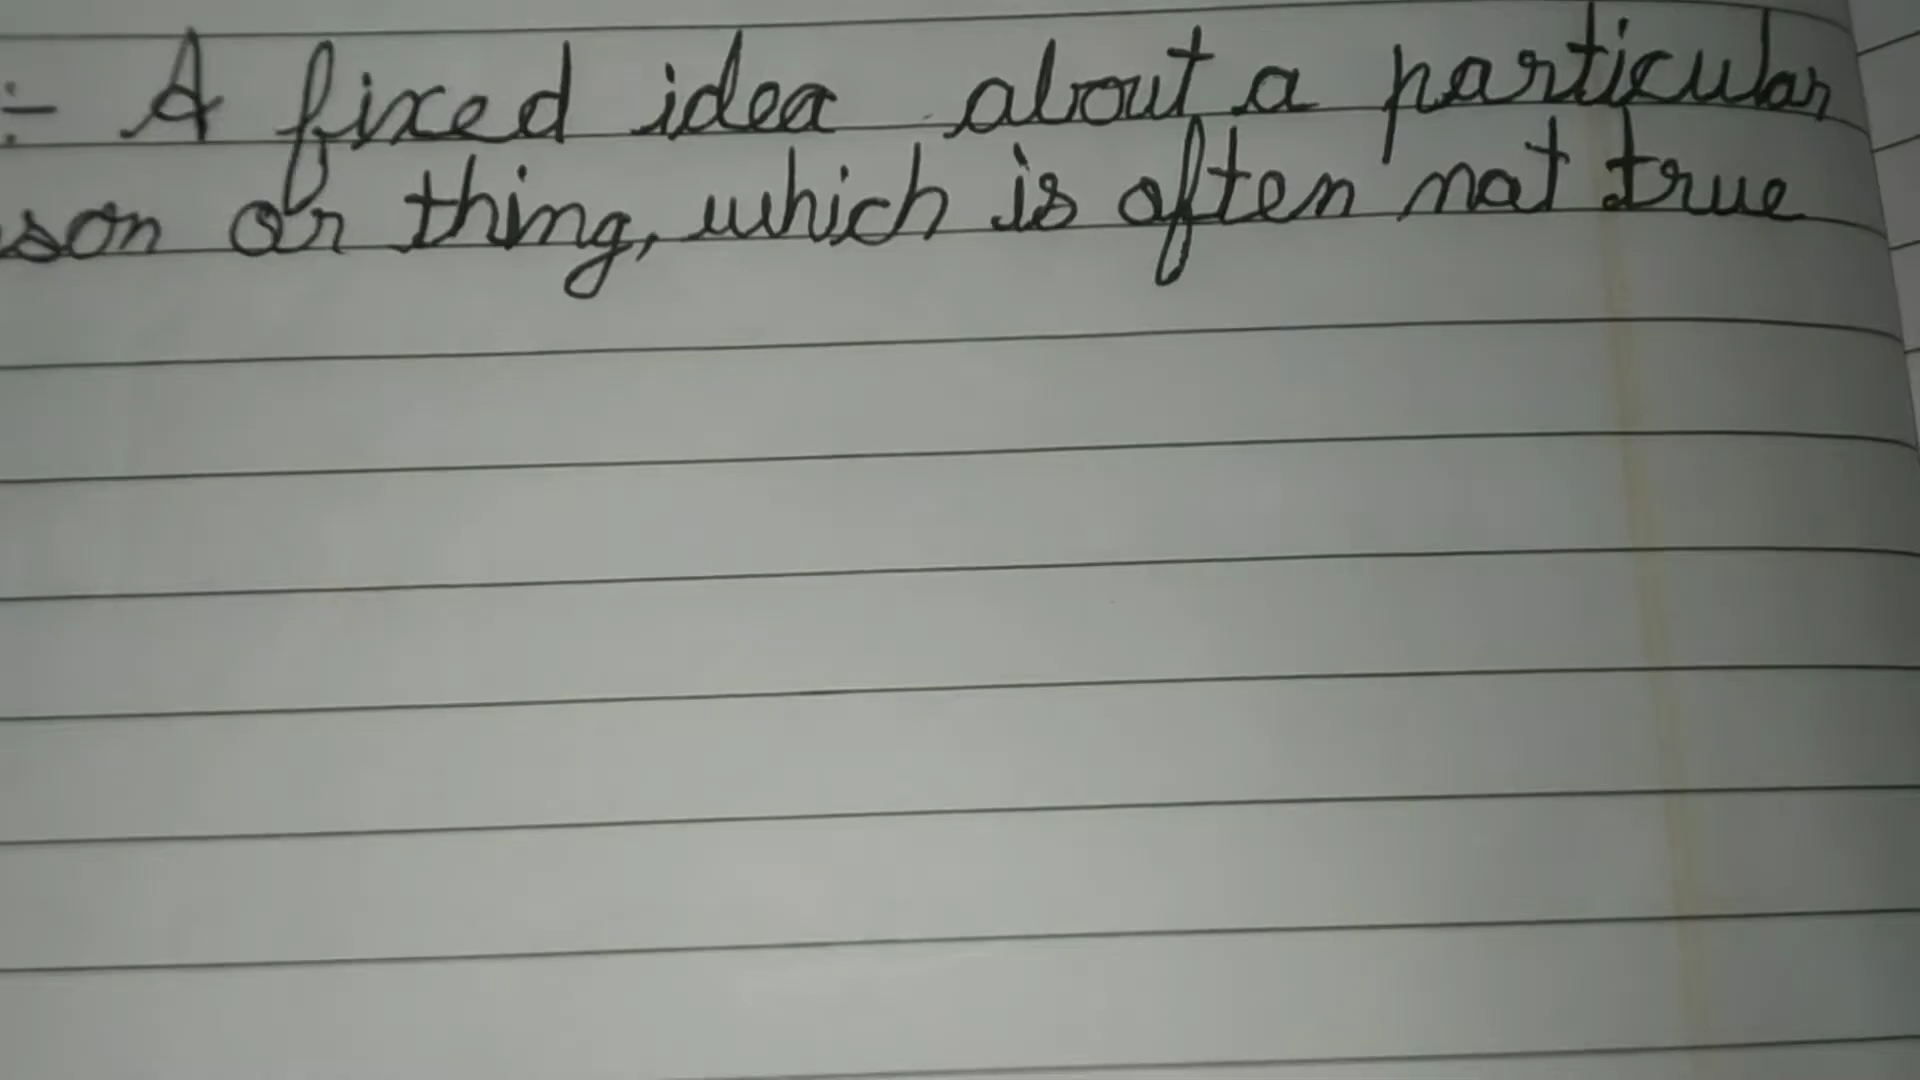 :- A fixed idea about a particular
son or thing, which is often not true